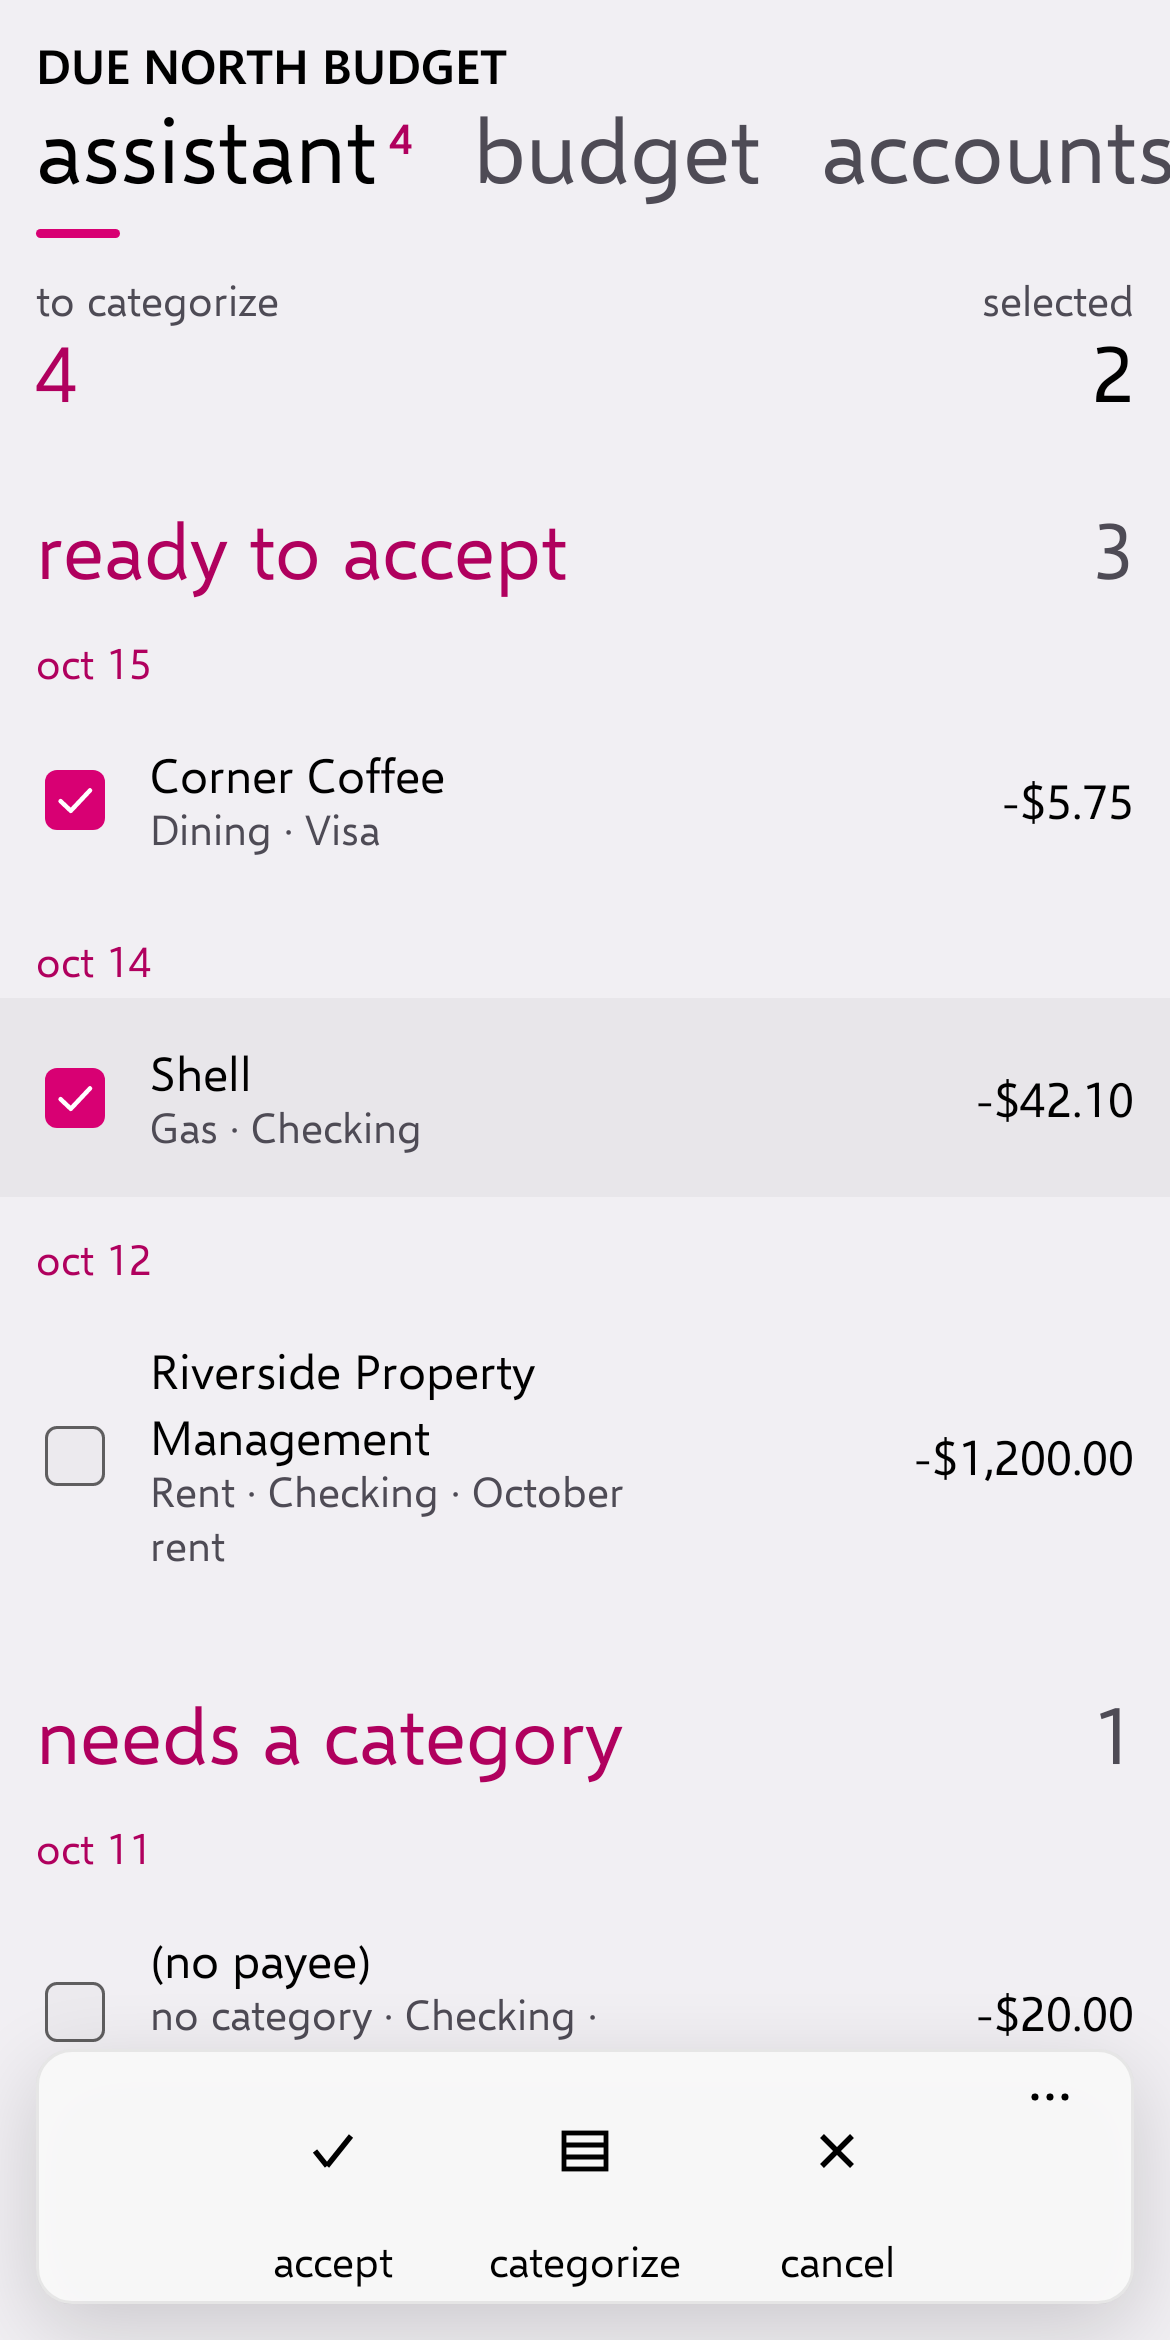 DUE NORTH BUDGET
assistant 4 budget accounts
to categorize selected
4 2
ready to accept 3
oct 15
Corner Coffee
Dining · Visa
-$5.75
oct 14
Shell
Gas · Checking
-$42.10
oct 12
Riverside Property
Management
Rent · Checking · October
rent
-$1,200.00
needs a category 1
oct 11
(no payee)
no category · Checking ·
-$20.00
...
accept categorize cancel